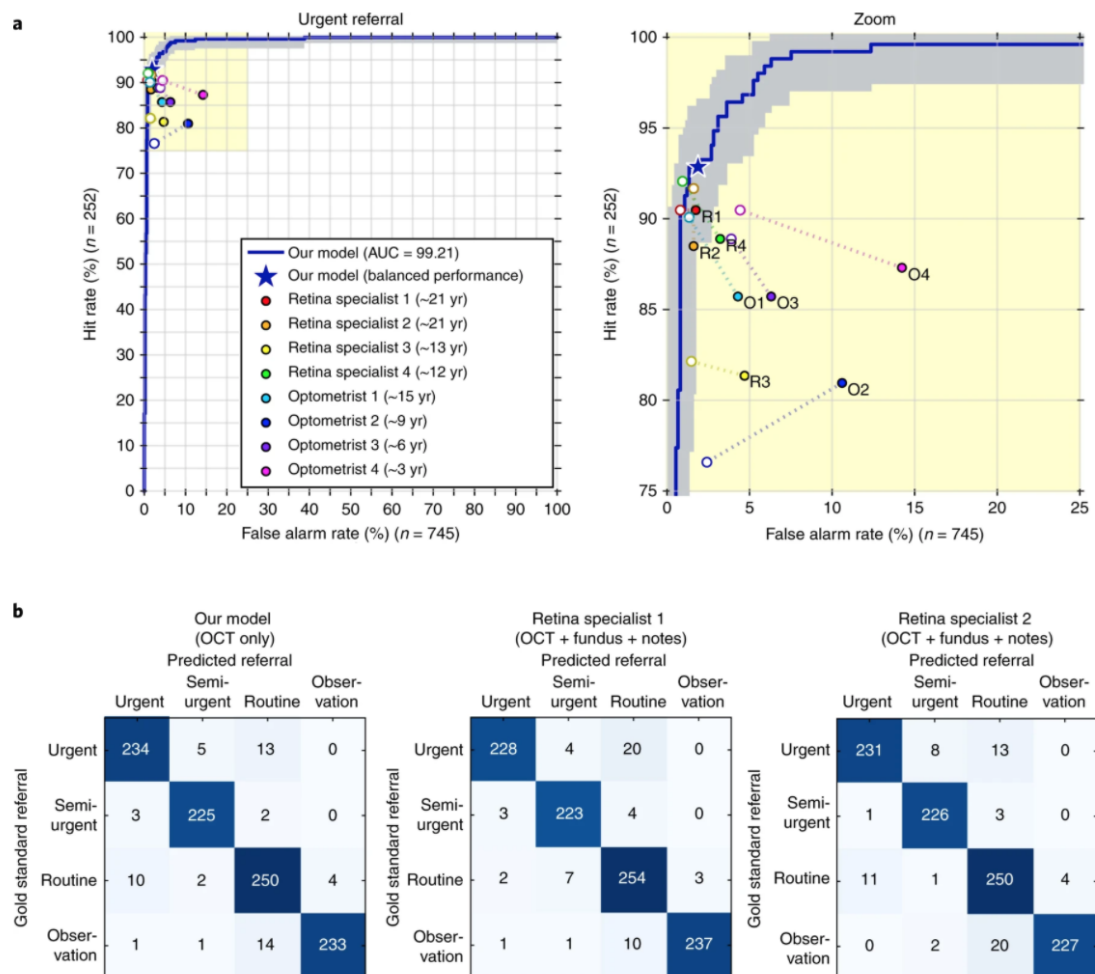 a
Urgent referral
100
90
80
70
60
50
40
30
20
10
0
Hit rate (%) (n = 252)
Our model (AUC = 99.21)
Our model (balanced performance)
Retina specialist 1 (~21 yr)
Retina specialist 2 (~21 yr)
Retina specialist 3 (~13 yr)
Retina specialist 4 (~12 yr)
Optometrist 1 (~15 yr)
Optometrist 2 (~9 yr)
Optometrist 3 (~6 yr)
Optometrist 4 (~3 yr)
0 10 20 30 40 50 60 70 80 90 100
False alarm rate (%) (n = 745)
Zoom
100
95
90
85
80
75
Hit rate (%) (n = 252)
R1
R2
R4
O4
O1
O3
R3
O2
0 5 10 15 20 25
False alarm rate (%) (n = 745)
b
Our model
(OCT only)
Predicted referral
Semi- Obser-
Urgent urgent Routine vation
Gold standard referral
Urgent 234 5 13 0
Semi-
urgent 3 225 2 0
Routine 10 2 250 4
Obser-
vation 1 1 14 233
Retina specialist 1
(OCT + fundus + notes)
Predicted referral
Semi- Obser-
Urgent urgent Routine vation
Gold standard referral
Urgent 228 4 20 0
Semi-
urgent 3 223 4 0
Routine 2 7 254 3
Obser-
vation 1 1 10 237
Retina specialist 2
(OCT + fundus + notes)
Predicted referral
Semi- Obser-
Urgent urgent Routine vation
Gold standard referral
Urgent 231 8 13 0
Semi-
urgent 1 226 3 0
Routine 11 1 250 4
Obser-
vation 0 2 20 227